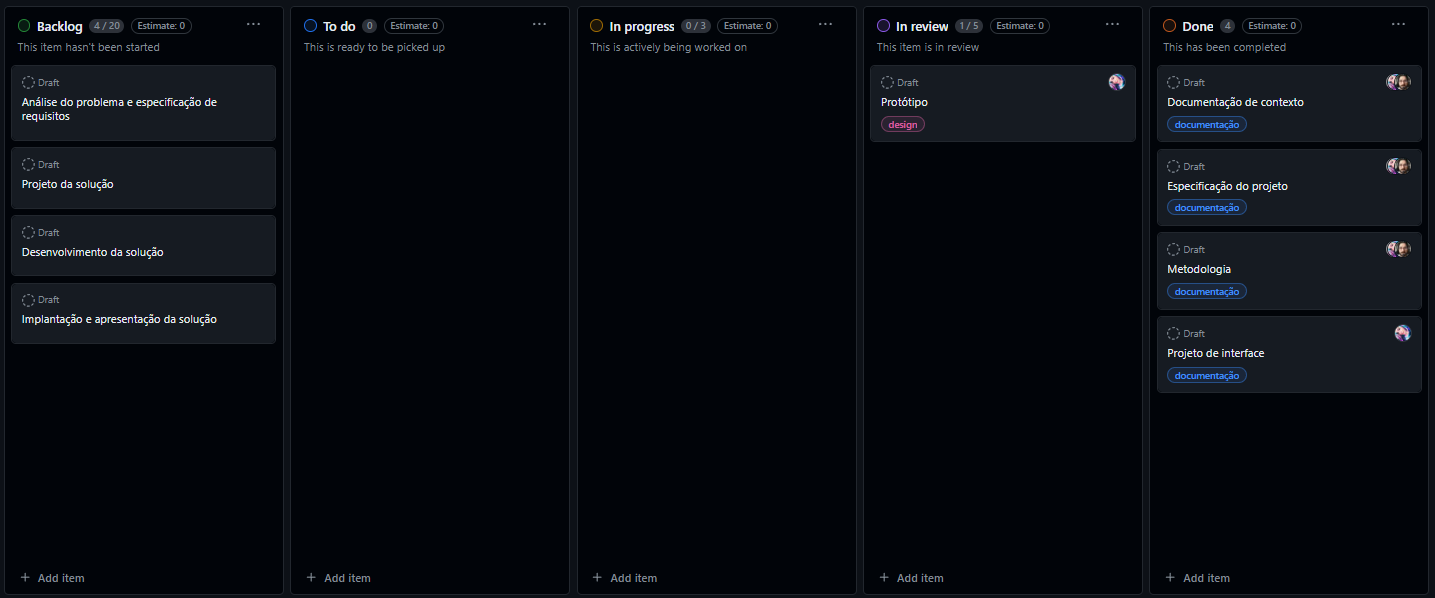 Backlog 4 / 20 Estimate: 0 ...
This item hasn't been started
Draft
Análise do problema e especificação de
requisitos
Draft
Projeto da solução
Draft
Desenvolvimento da solução
Draft
Implantação e apresentação da solução
+ Add item
To do 0 Estimate: 0 ...
This is ready to be picked up
+ Add item
In progress 0 / 3 Estimate: 0 ...
This is actively being worked on
+ Add item
In review 1 / 5 Estimate: 0 ...
This item is in review
Draft
Protótipo
design
+ Add item
Done 4 Estimate: 0 ...
This has been completed
Draft
Documentação de contexto
documentação
Draft
Especificação do projeto
documentação
Draft
Metodologia
documentação
Draft
Projeto de interface
documentação
+ Add item